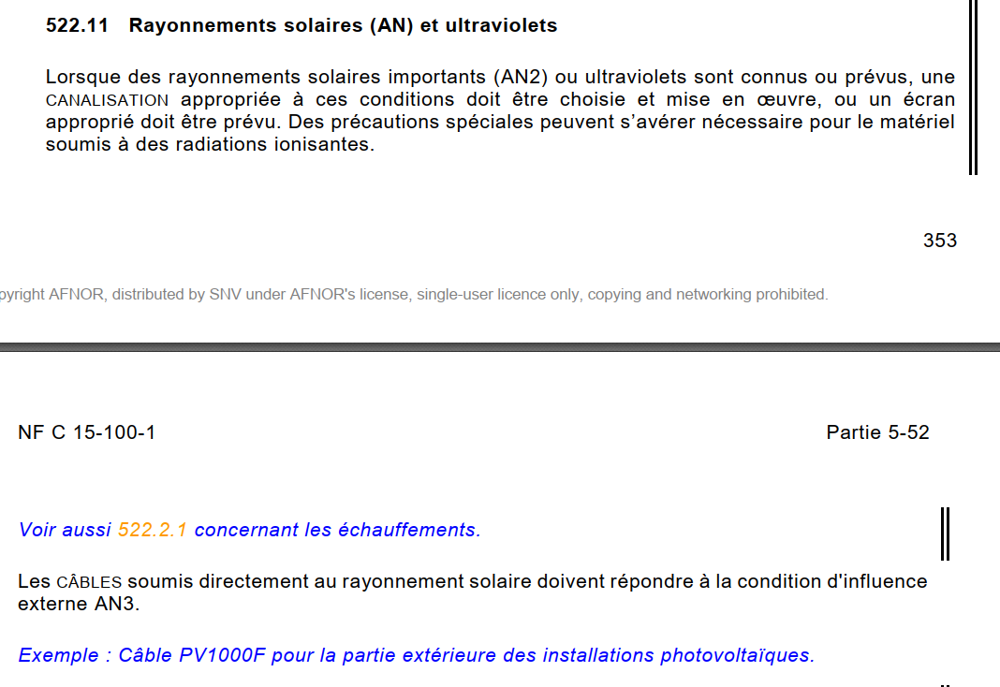 522.11 Rayonnements solaires (AN) et ultraviolets
Lorsque des rayonnements solaires importants (AN2) ou ultraviolets sont connus ou prévus, une
CANALISATION appropriée à ces conditions doit être choisie et mise en œuvre, ou un écran
approprié doit être prévu. Des précautions spéciales peuvent s’avérer nécessaire pour le matériel
soumis à des radiations ionisantes.
353
pyright AFNOR, distributed by SNV under AFNOR's license, single-user licence only, copying and networking prohibited.
NF C 15-100-1 Partie 5-52
Voir aussi 522.2.1 concernant les échauffements.
Les CÂBLES soumis directement au rayonnement solaire doivent répondre à la condition d'influence
externe AN3.
Exemple : Câble PV1000F pour la partie extérieure des installations photovoltaïques.